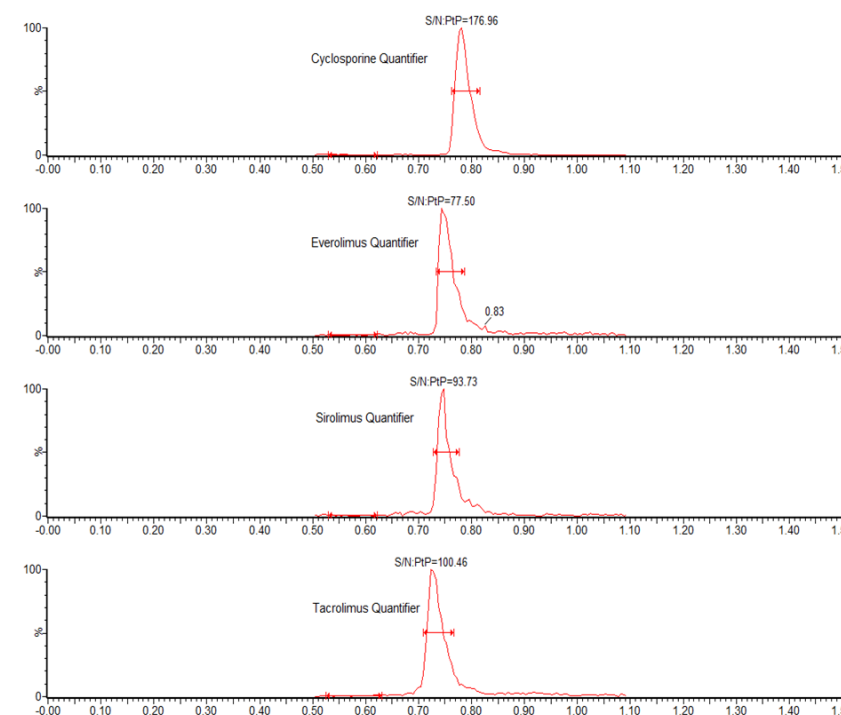 S/N:PtP=176.96
100
Cyclosporine Quantifier
%
0
-0.00 0.10 0.20 0.30 0.40 0.50 0.60 0.70 0.80 0.90 1.00 1.10 1.20 1.30 1.40
S/N:PtP=77.50
100
Everolimus Quantifier
%
0.83
0
-0.00 0.10 0.20 0.30 0.40 0.50 0.60 0.70 0.80 0.90 1.00 1.10 1.20 1.30 1.40
S/N:PtP=93.73
100
Sirolimus Quantifier
%
0
-0.00 0.10 0.20 0.30 0.40 0.50 0.60 0.70 0.80 0.90 1.00 1.10 1.20 1.30 1.40
S/N:PtP=100.46
100
Tacrolimus Quantifier
%
0
-0.00 0.10 0.20 0.30 0.40 0.50 0.60 0.70 0.80 0.90 1.00 1.10 1.20 1.30 1.40